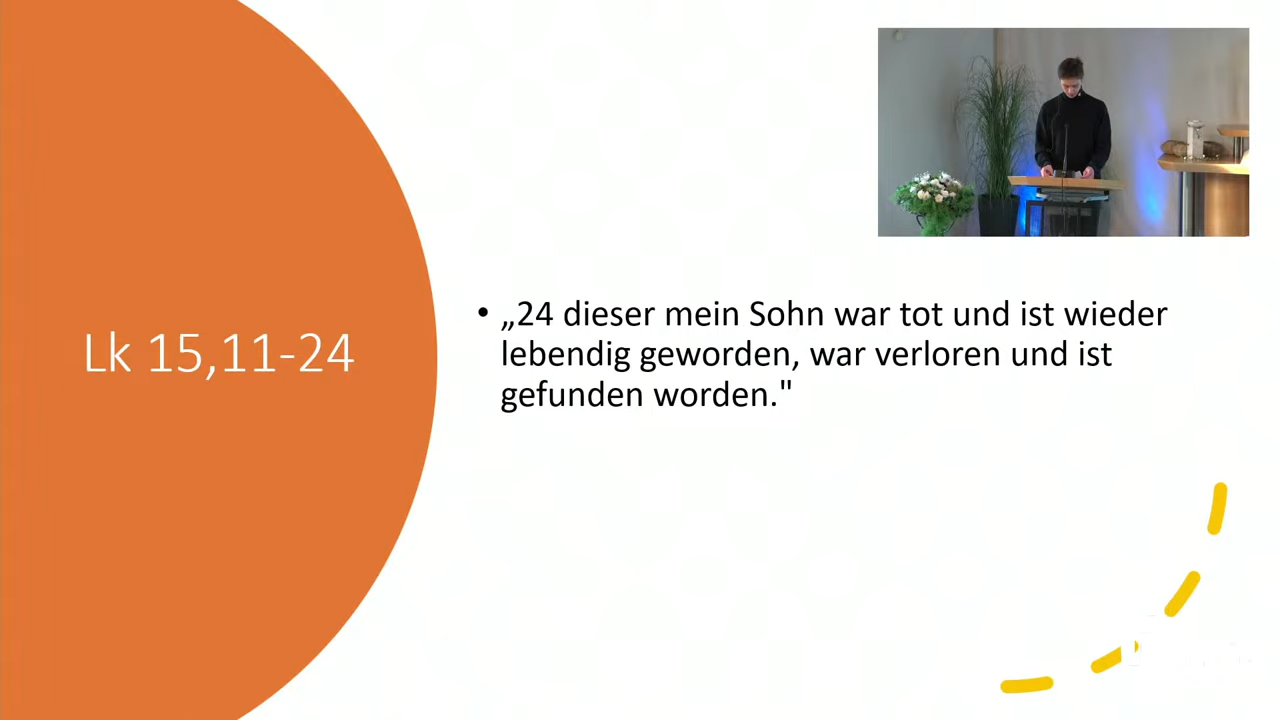 Lk 15,11-24
• „24 dieser mein Sohn war tot und ist wieder
lebendig geworden, war verloren und ist
gefunden worden."